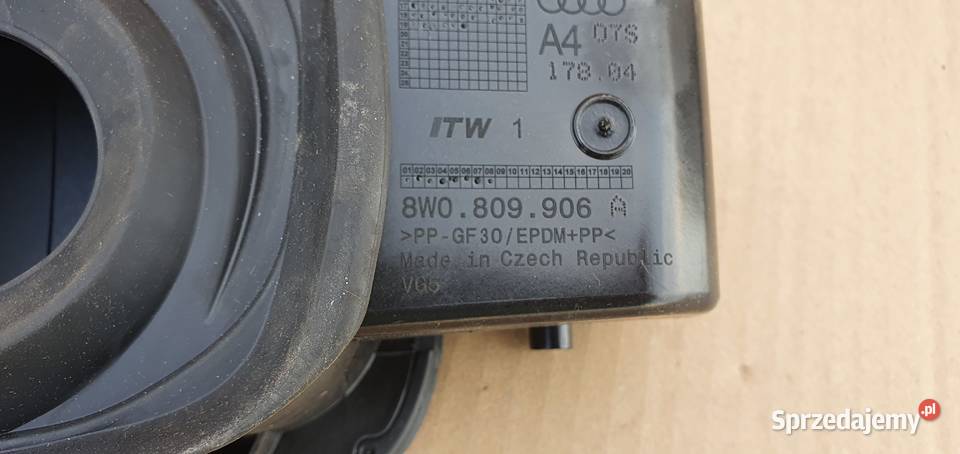 A4 07S
178.04
ITW 1
01 02 03 04 05 06 07 08 09 10 11 12 13 14 15 16 17 18 19 20
8W0.809.906 A
>PP-GF30/EPDM+PP<
Made in Czech Republic
VG5
Sprzedajemy.pl